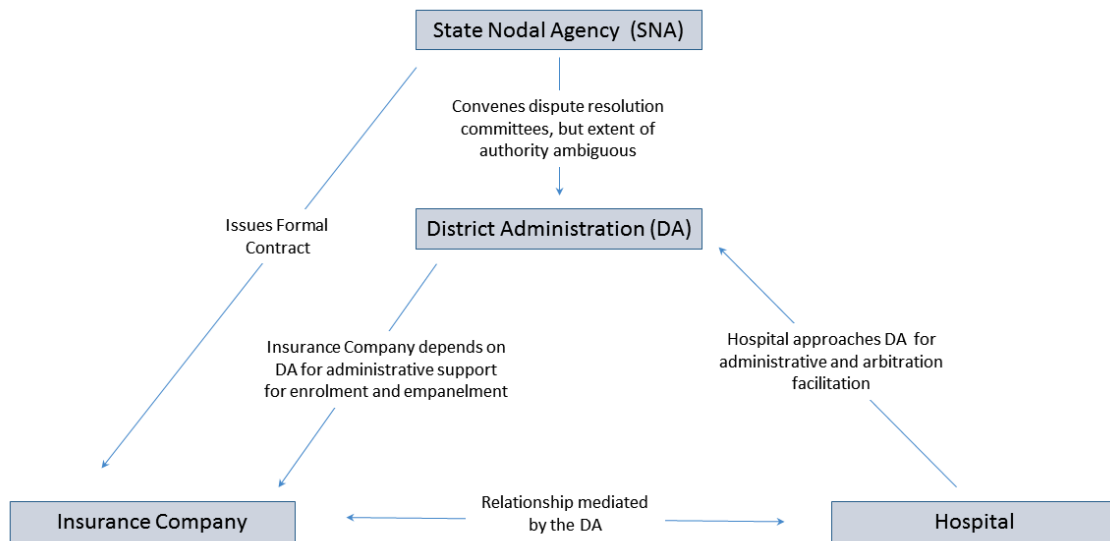 State Nodal Agency (SNA)
Convenes dispute resolution
committees, but extent of
authority ambiguous
Issues Formal
Contract
District Administration (DA)
Insurance Company depends on
DA for administrative support
for enrolment and empanelment
Hospital approaches DA for
administrative and arbitration
facilitation
Insurance Company
Relationship mediated
by the DA
Hospital